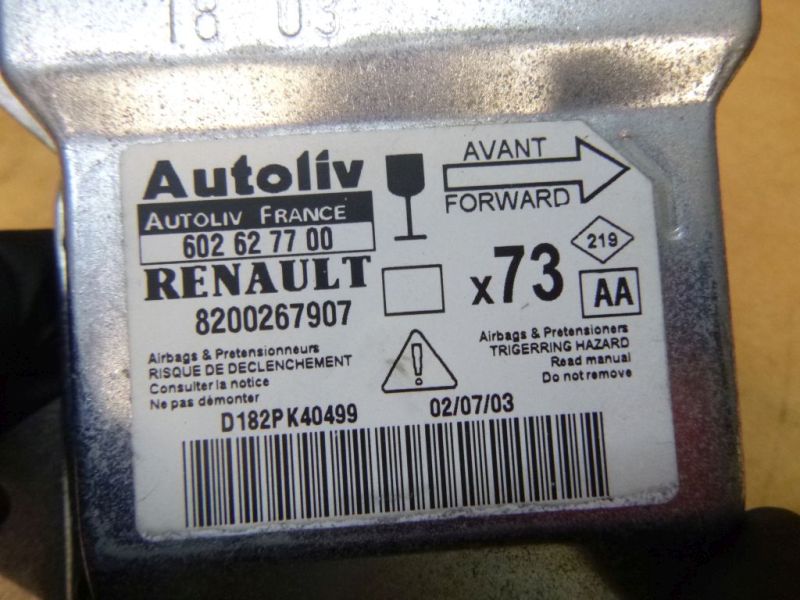 18 03
Autoliv
AUTOLIV FRANCE
602 62 77 00
RENAULT
8200267907
AVANT
FORWARD
x73
219
AA
Airbags & Pretensionneurs
RISQUE DE DECLENCHEMENT
Consulter la notice
Ne pas démonter
Airbags & Pretensioners
TRIGERRING HAZARD
Read manual
Do not remove
D182PK40499
02/07/03